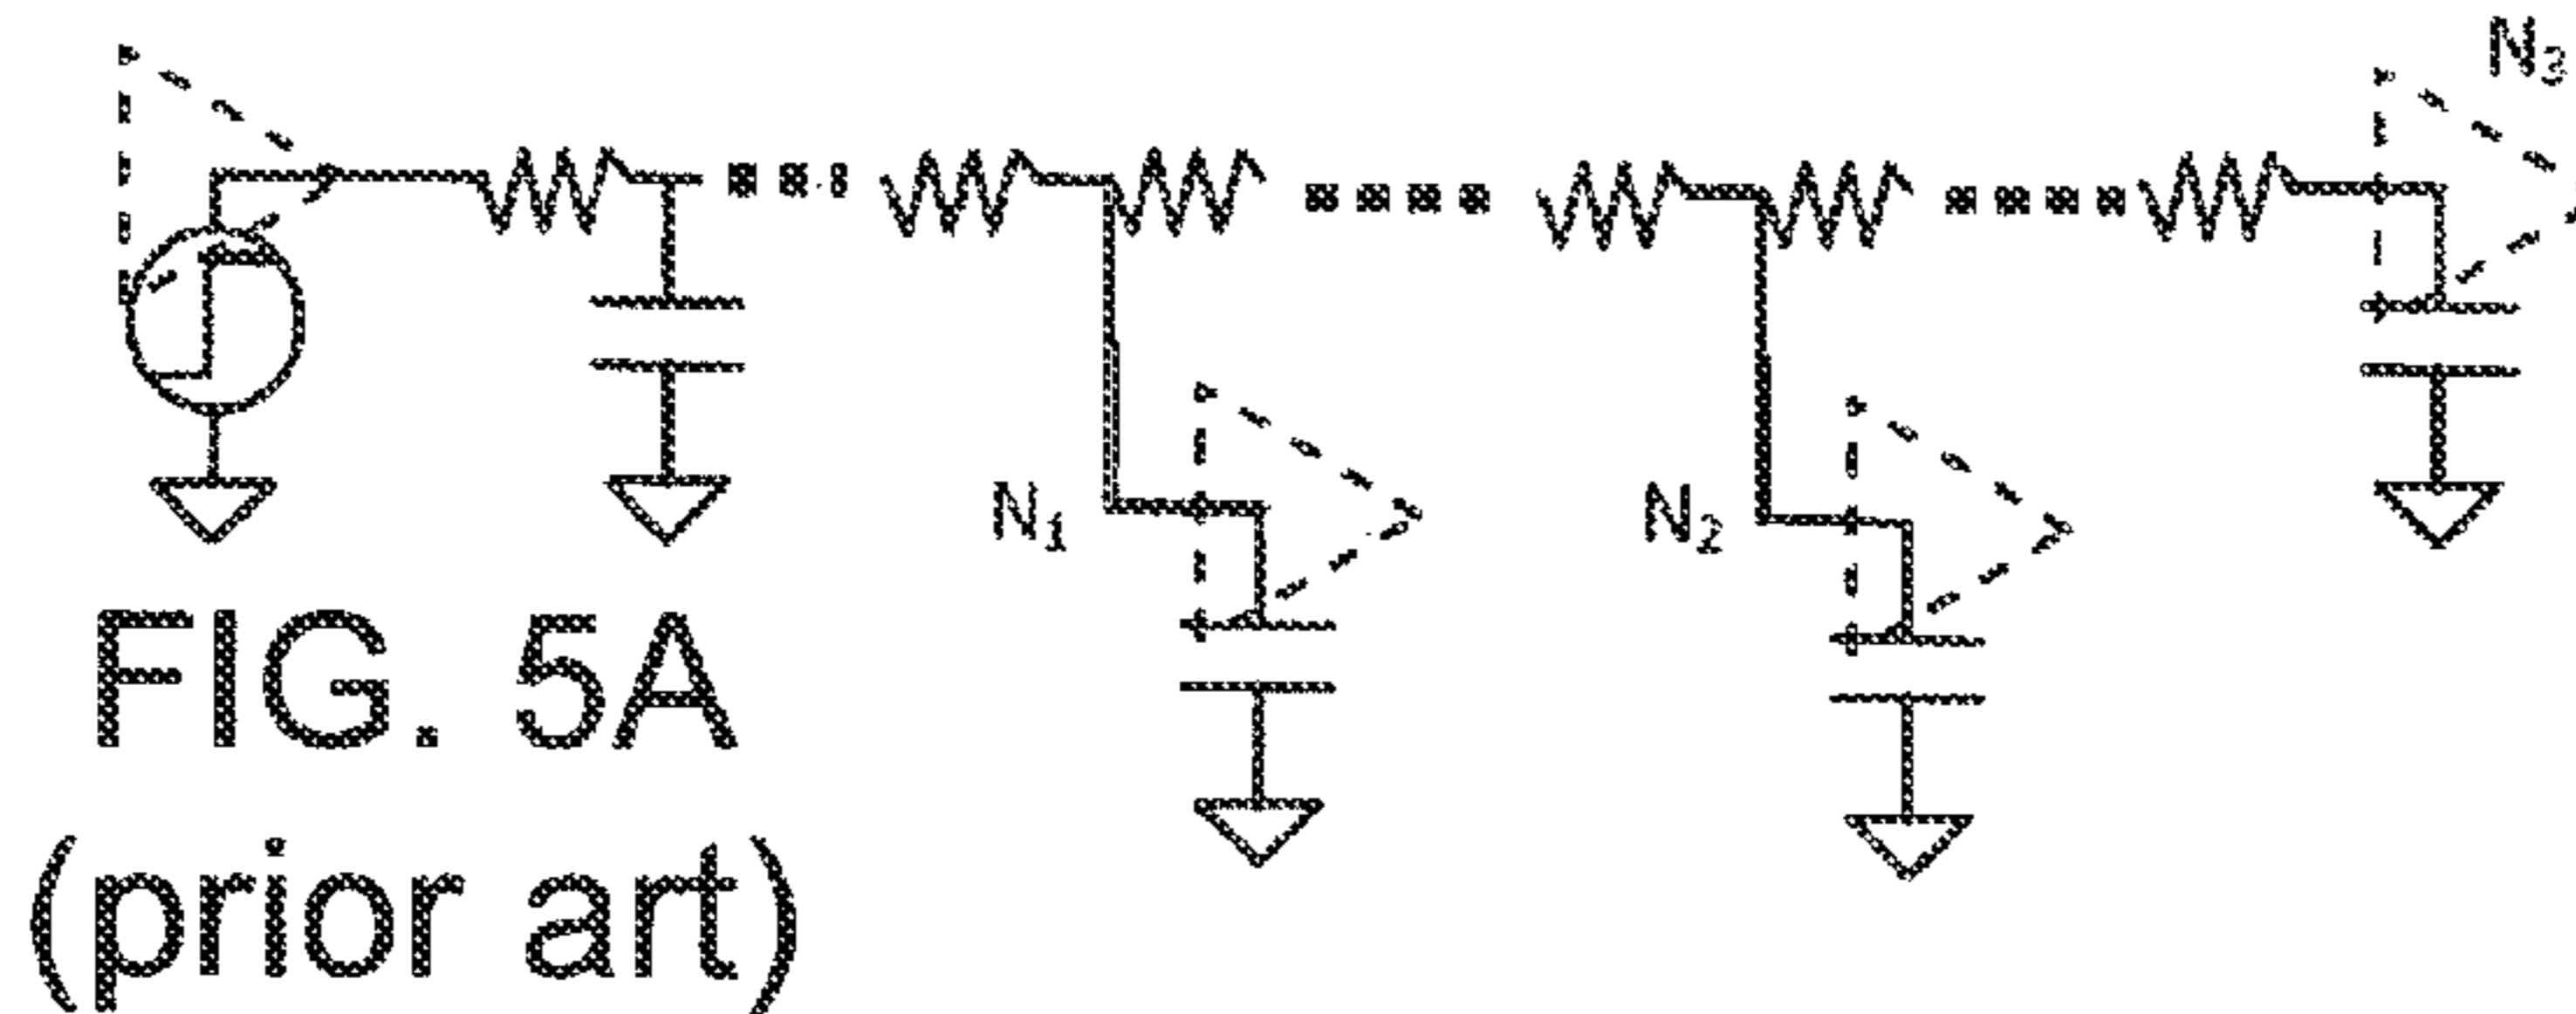 N₃
N₁
N₂
FIG. 5A
(prior art)